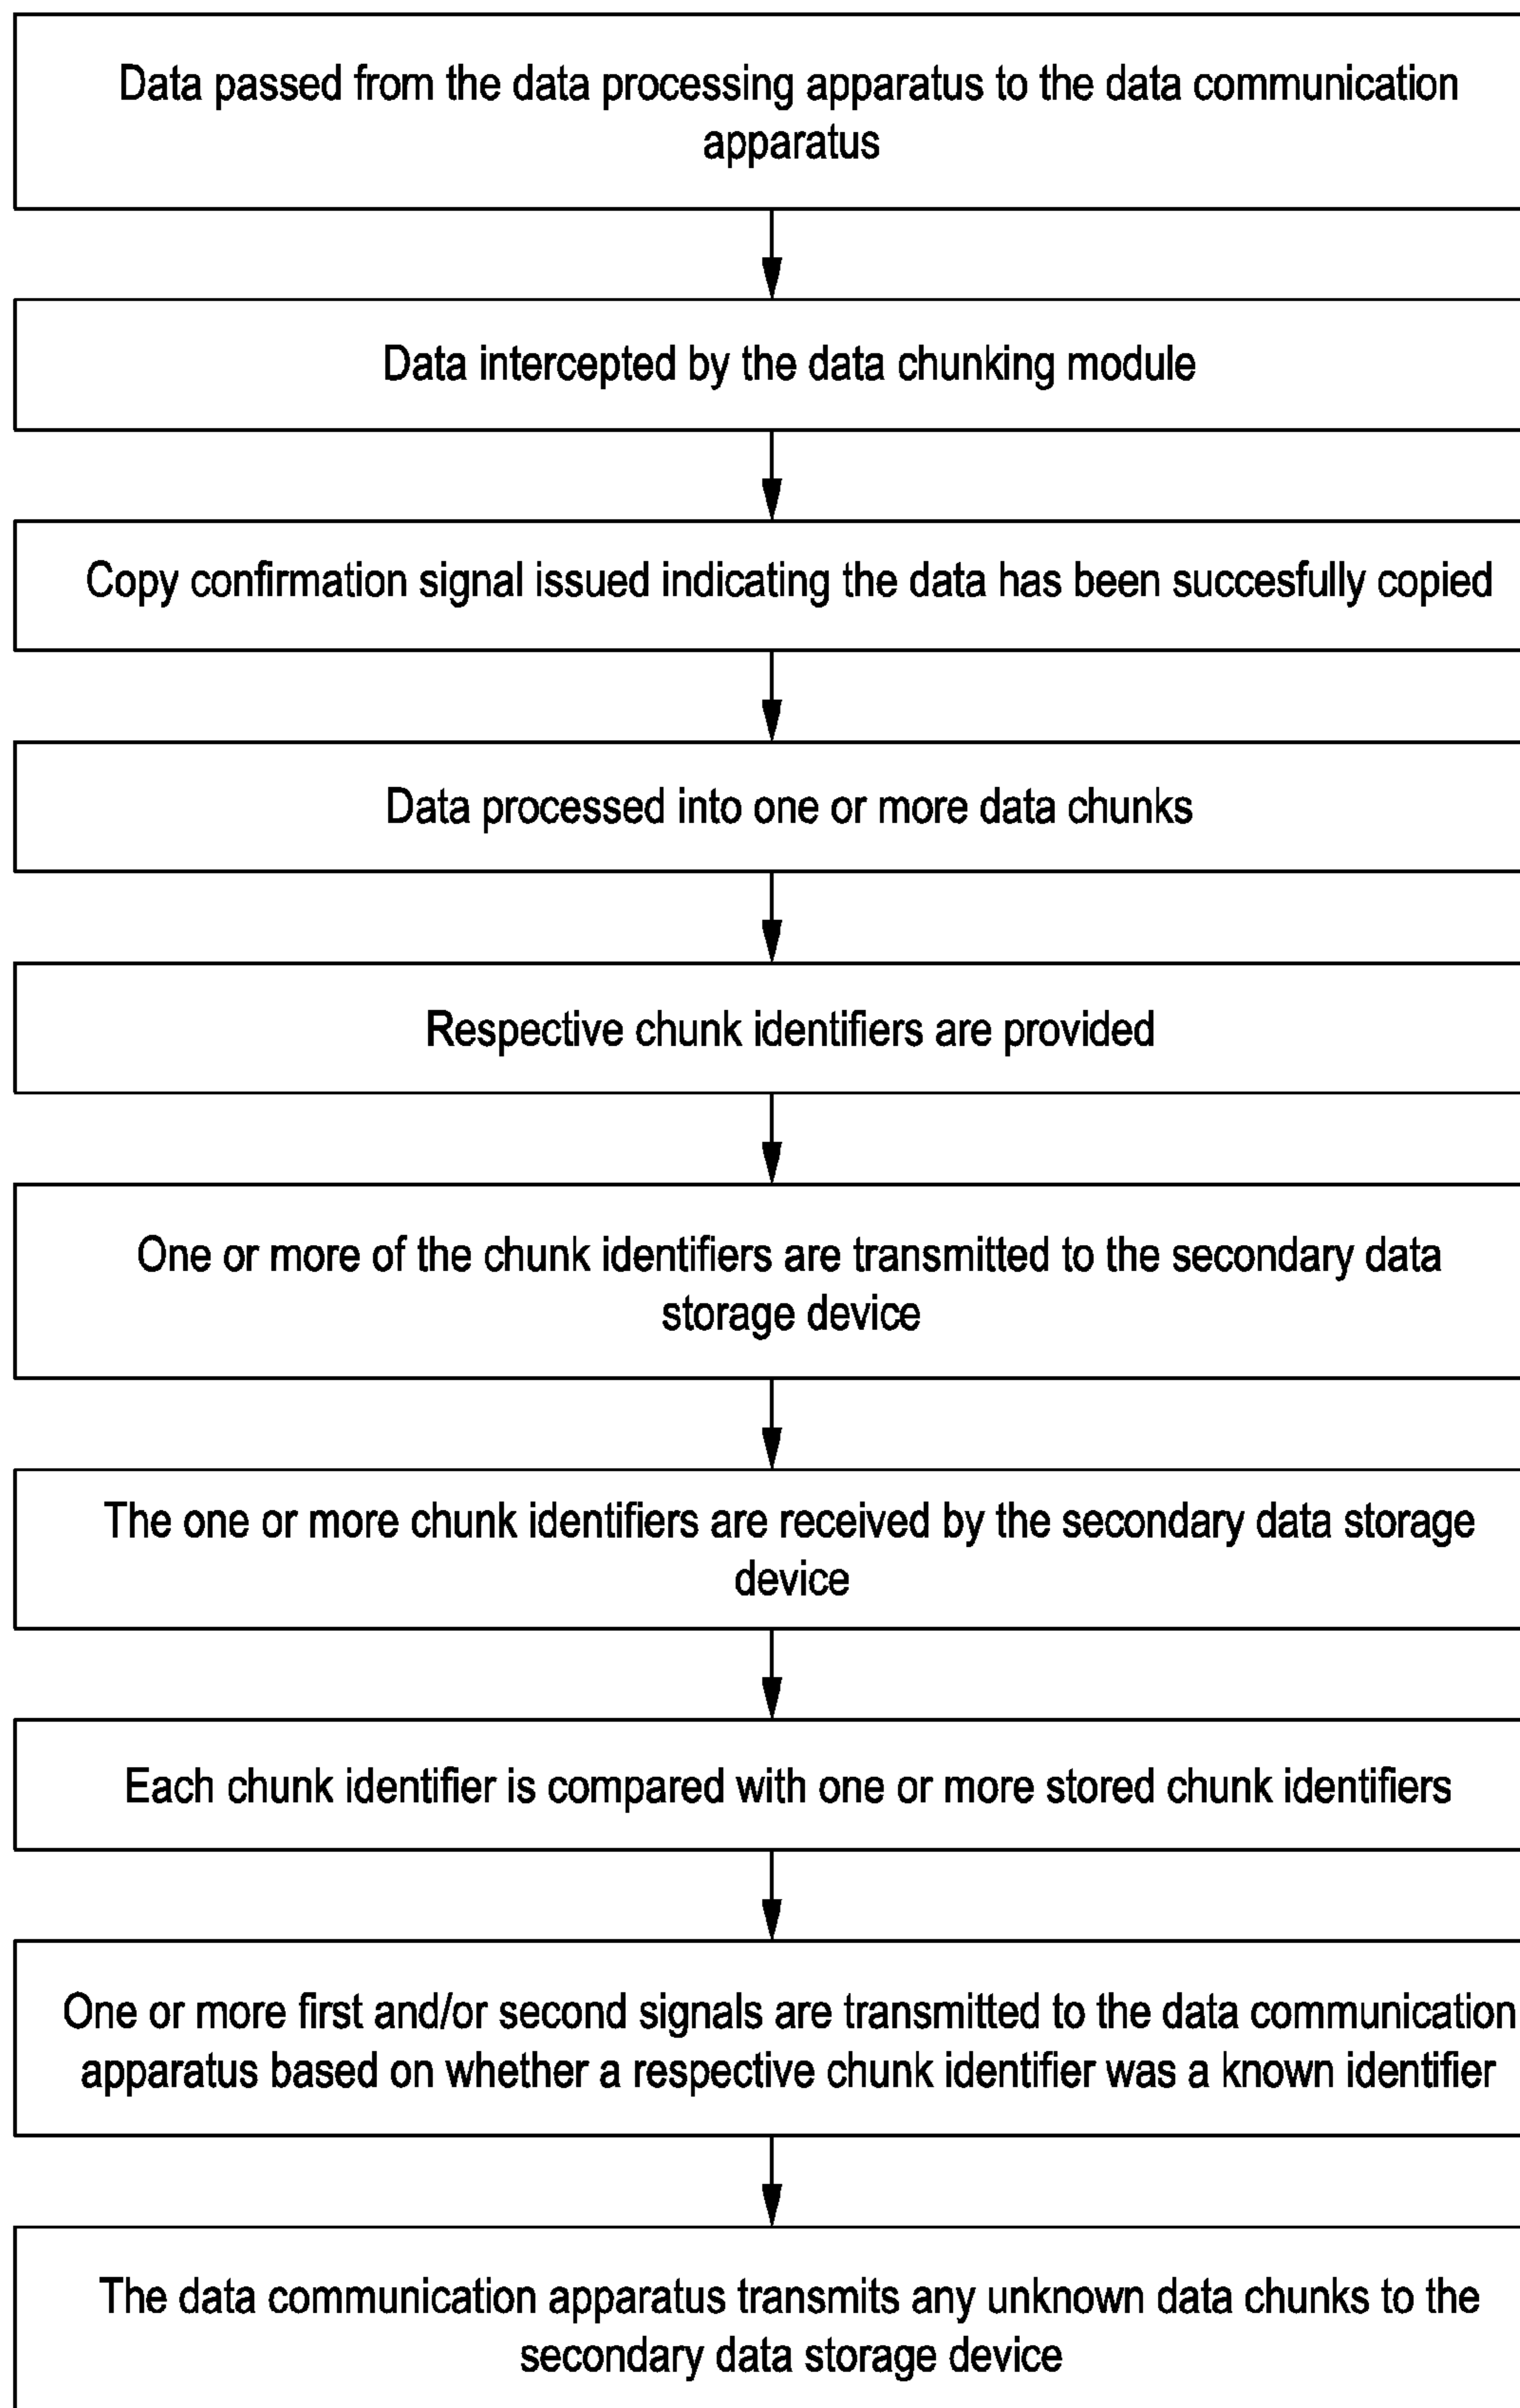 Data passed from the data processing apparatus to the data communication
apparatus
Data intercepted by the data chunking module
Copy confirmation signal issued indicating the data has been succesfully copied
Data processed into one or more data chunks
Respective chunk identifiers are provided
One or more of the chunk identifiers are transmitted to the secondary data
storage device
The one or more chunk identifiers are received by the secondary data storage
device
Each chunk identifier is compared with one or more stored chunk identifiers
One or more first and/or second signals are transmitted to the data communication
apparatus based on whether a respective chunk identifier was a known identifier
The data communication apparatus transmits any unknown data chunks to the
secondary data storage device